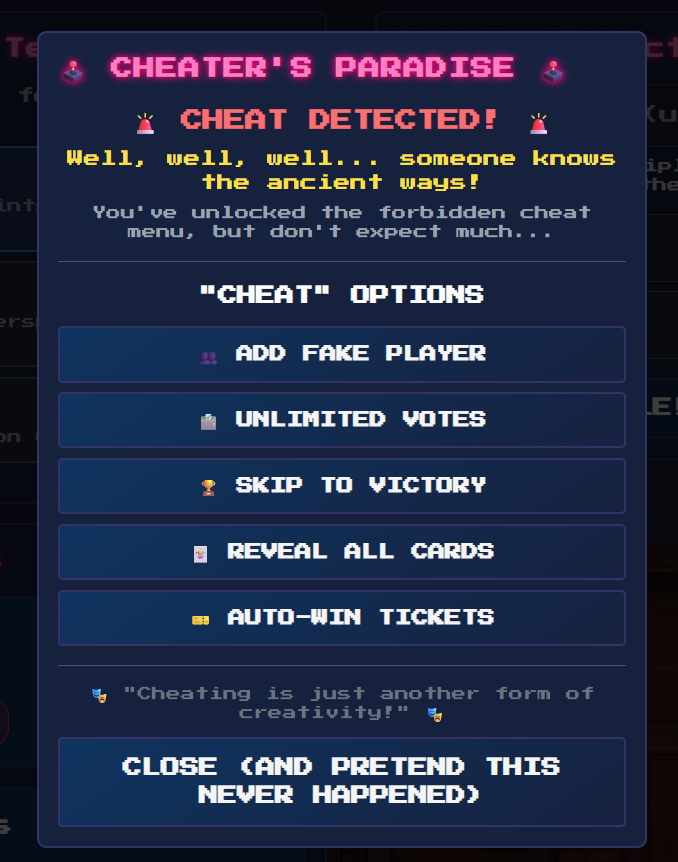 CHEATER'S PARADISE
CHEAT DETECTED!
Well, well, well... someone knows
the ancient ways!
You've unlocked the forbidden cheat
menu, but don't expect much...
"CHEAT" OPTIONS
ADD FAKE PLAYER
UNLIMITED VOTES
SKIP TO VICTORY
REVEAL ALL CARDS
AUTO-WIN TICKETS
"Cheating is just another form of
creativity!"
CLOSE (AND PRETEND THIS
NEVER HAPPENED)